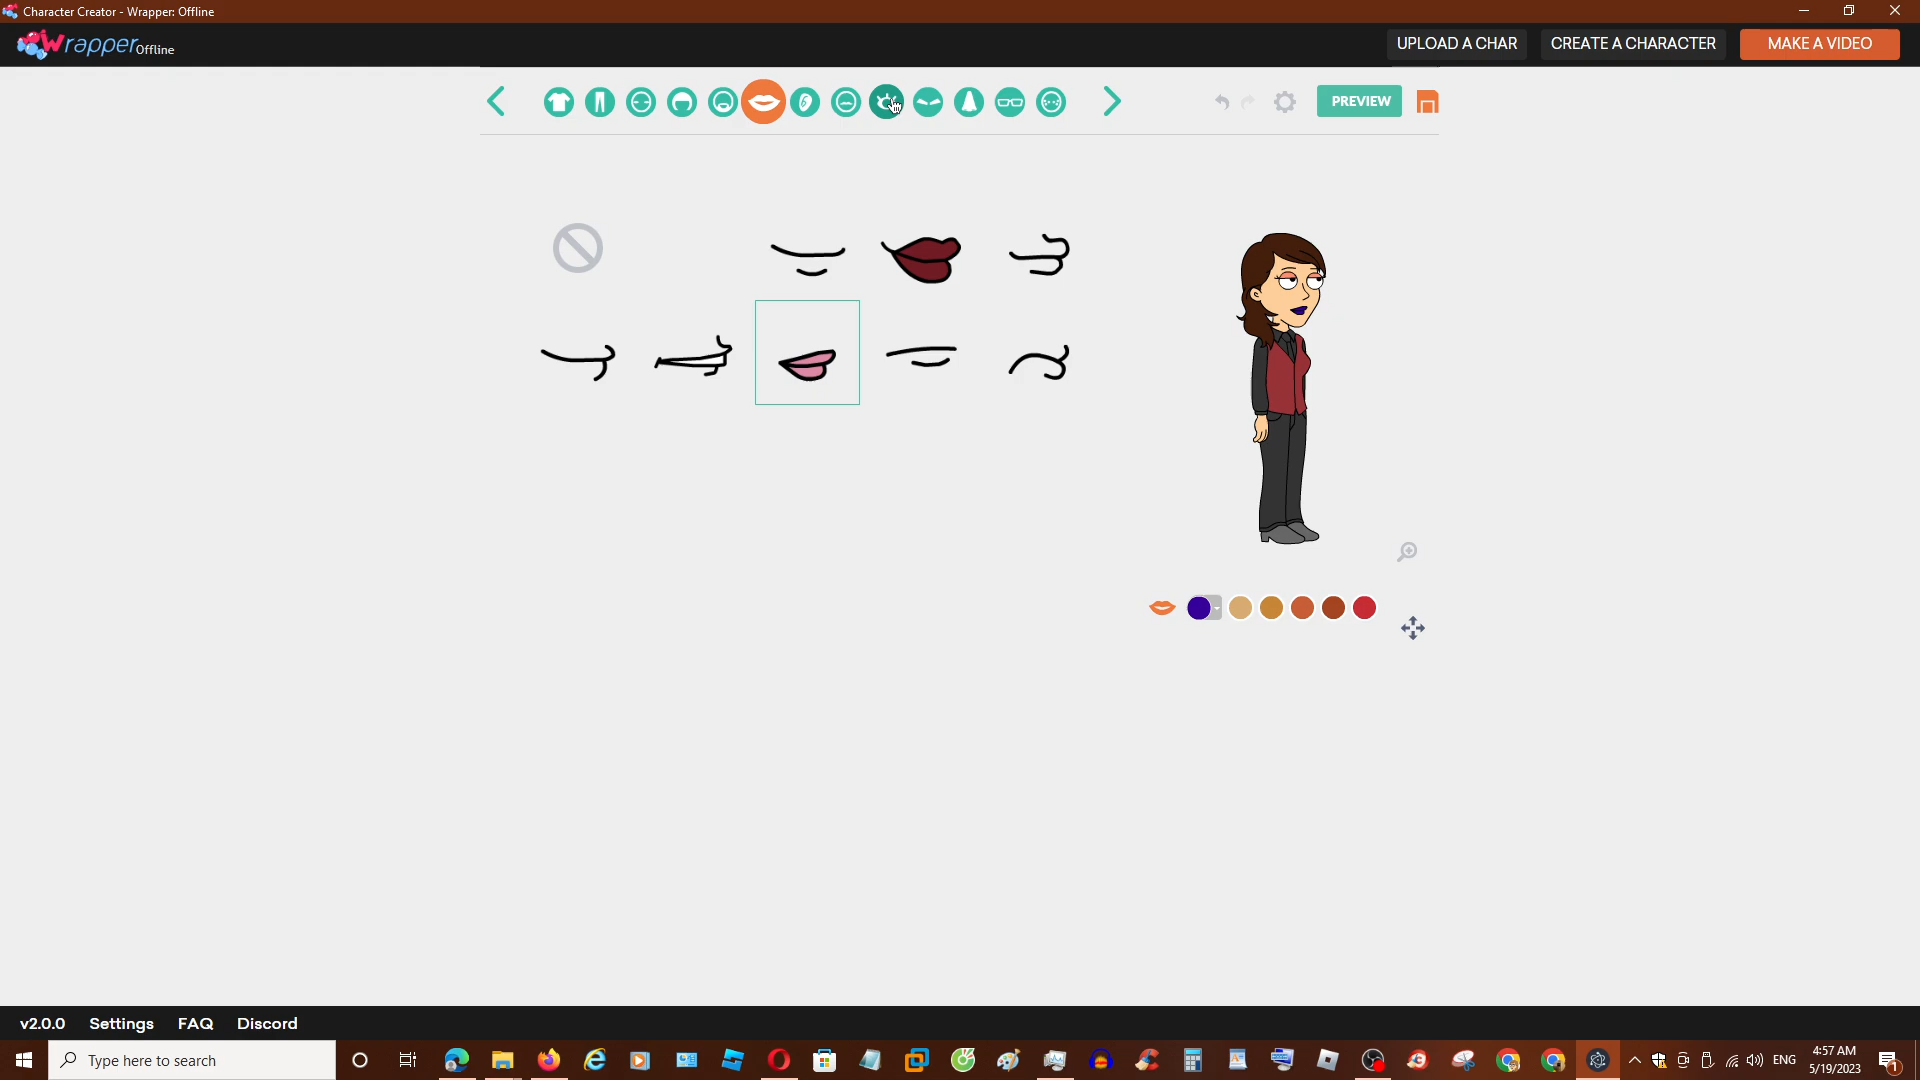 Character Creator - Wrapper: Offline
Wrapper Offline
UPLOAD A CHAR
CREATE A CHARACTER
MAKE A VIDEO
PREVIEW
v2.0.0
Settings
FAQ
Discord
Type here to search
ENG
4:57 AM
5/19/2023
1